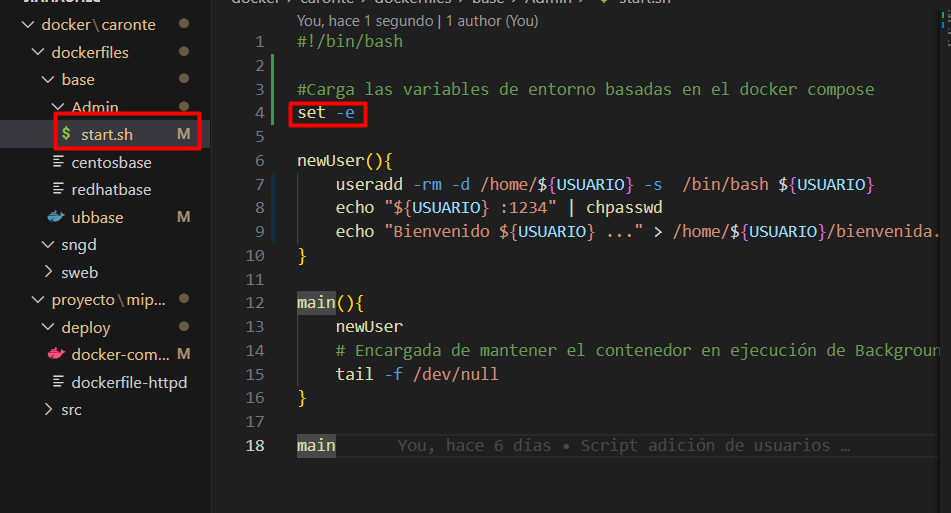 docker\caronte
dockerfiles
base
Admin
start.sh M
centosbase
redhatbase
ubbase M
sngd
sweb
proyecto\mip...
deploy
docker-com... M
dockerfile-httpd
src
docker > caronte > dockerfiles > base > Admin > $ start.sh
You, hace 1 segundo | 1 author (You)
1 #!/bin/bash
2
3 #Carga las variables de entorno basadas en el docker compose
4 set -e
5
6 newUser(){
7 useradd -rm -d /home/${USUARIO} -s  /bin/bash ${USUARIO}
8 echo "${USUARIO} :1234" | chpasswd
9 echo "Bienvenido ${USUARIO} ..." > /home/${USUARIO}/bienvenida.
10 }
11
12 main(){
13 newUser
14 # Encargada de mantener el contenedor en ejecución de Backgroun
15 tail -f /dev/null
16 }
17
18 main You, hace 6 días • Script adición de usuarios …